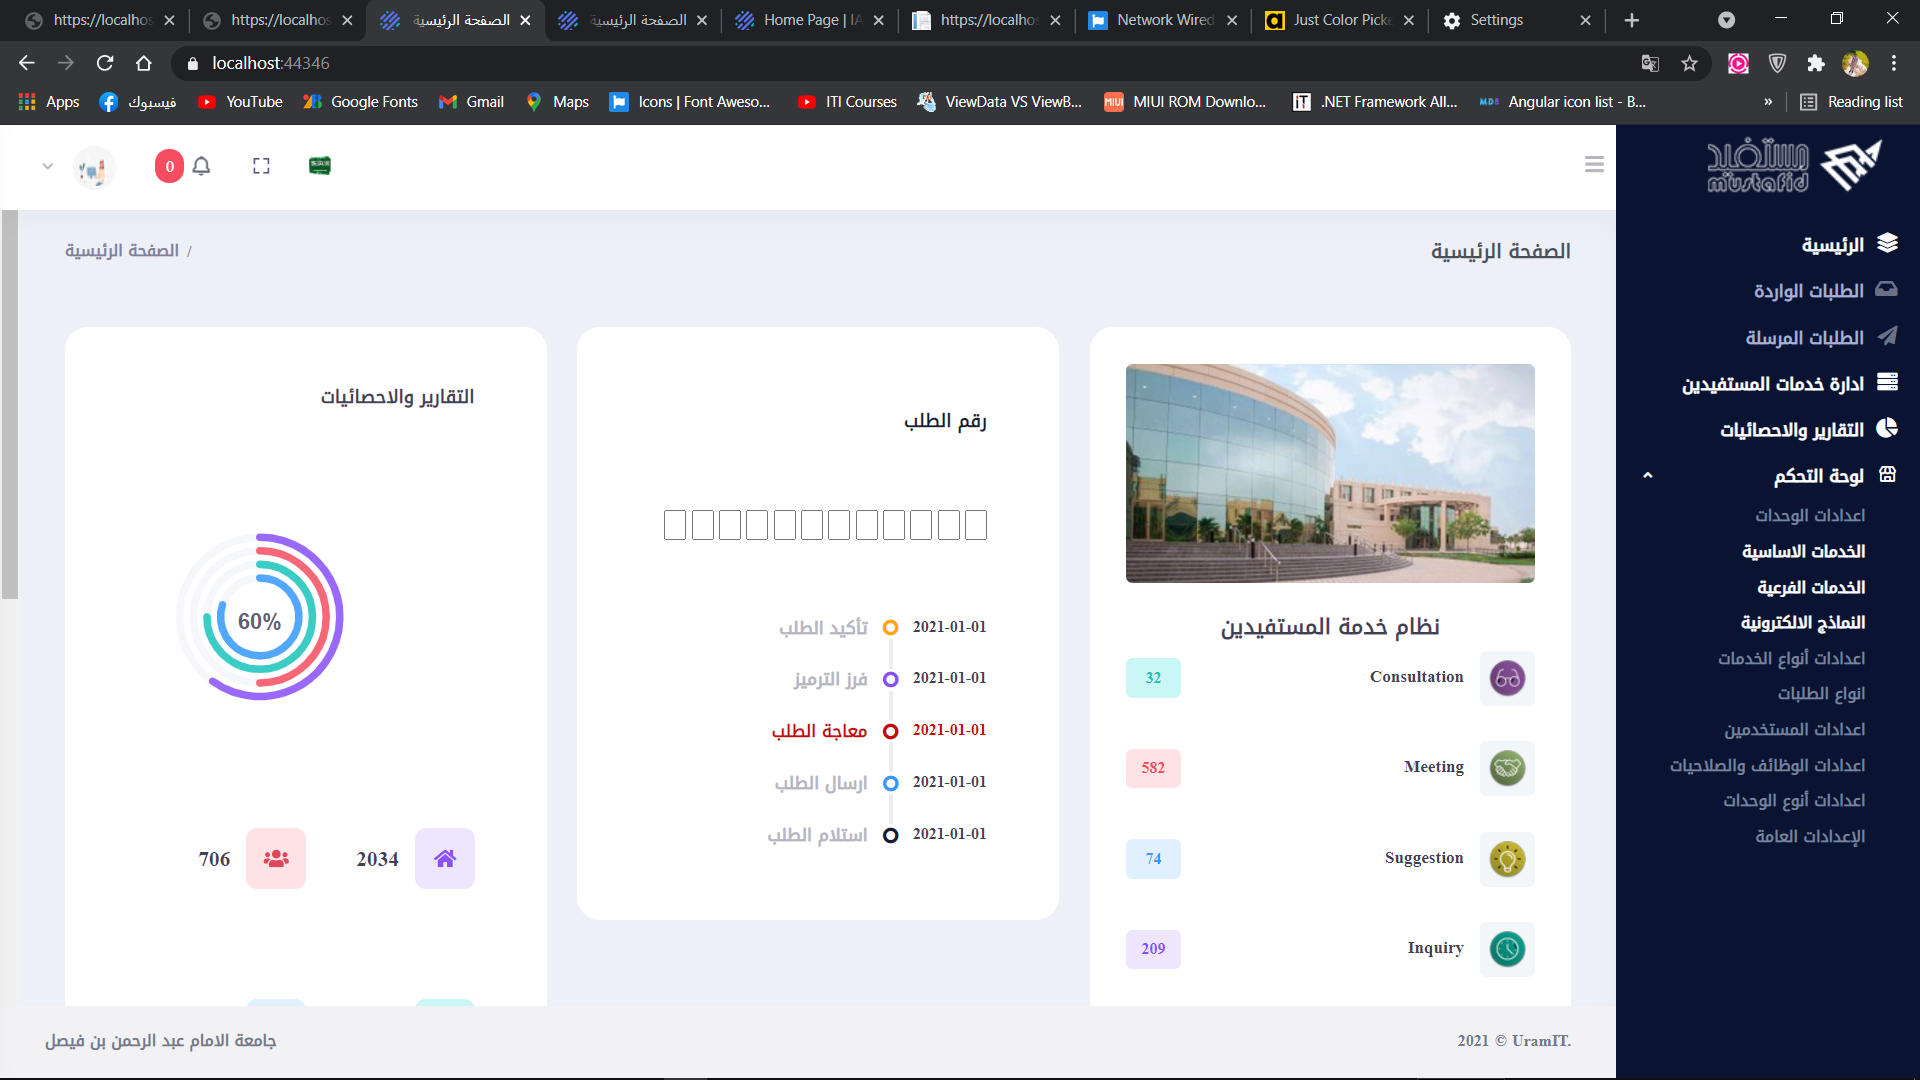 https://localhos
https://localhos
الصفحة الرئيسية
الصفحة الرئيسية
Home Page | IA
https://localhos
Network Wired
Just Color Picke
Settings
localhost:44346
Apps
فيسبوك
YouTube
Google Fonts
Gmail
Maps
Icons | Font Aweso...
ITI Courses
ViewData VS ViewB...
MIUI ROM Downlo...
.NET Framework All...
Angular icon list - B...
»
Reading list
0
مستفيد
mustafid
الرئيسية
الطلبات الواردة
الطلبات المرسلة
ادارة خدمات المستفيدين
التقارير والاحصائيات
لوحة التحكم
اعدادات الوحدات
الخدمات الاساسية
الخدمات الفرعية
النماذج الالكترونية
اعدادات أنواع الخدمات
انواع الطلبات
اعدادات المستخدمين
اعدادات الوظائف والصلاحيات
اعدادات أنوع الوحدات
الإعدادات العامة
الصفحة الرئيسية
/ الصفحة الرئيسية
نظام خدمة المستفيدين
Consultation
32
Meeting
582
Suggestion
74
Inquiry
209
رقم الطلب
2021-01-01 تأكيد الطلب
2021-01-01 فرز الترميز
2021-01-01 معاجة الطلب
2021-01-01 ارسال الطلب
2021-01-01 استلام الطلب
التقارير والاحصائيات
60%
2034
706
2021 © UramIT.
جامعة الامام عبد الرحمن بن فيصل